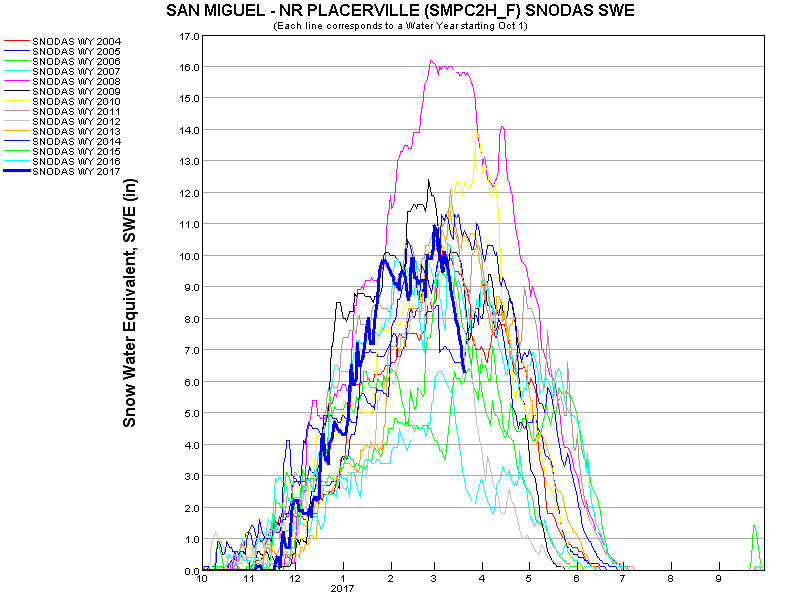 SAN MIGUEL - NR PLACERVILLE (SMPC2H_F) SNODAS SWE
(Each line corresponds to a Water Year starting Oct 1)
SNODAS WY 2004
SNODAS WY 2005
SNODAS WY 2006
SNODAS WY 2007
SNODAS WY 2008
SNODAS WY 2009
SNODAS WY 2010
SNODAS WY 2011
SNODAS WY 2012
SNODAS WY 2013
SNODAS WY 2014
SNODAS WY 2015
SNODAS WY 2016
SNODAS WY 2017
Snow Water Equivalent, SWE (in)
17.0
16.0
15.0
14.0
13.0
12.0
11.0
10.0
9.0
8.0
7.0
6.0
5.0
4.0
3.0
2.0
1.0
0.0
10 11 12 1 2 3 4 5 6 7 8 9
2017